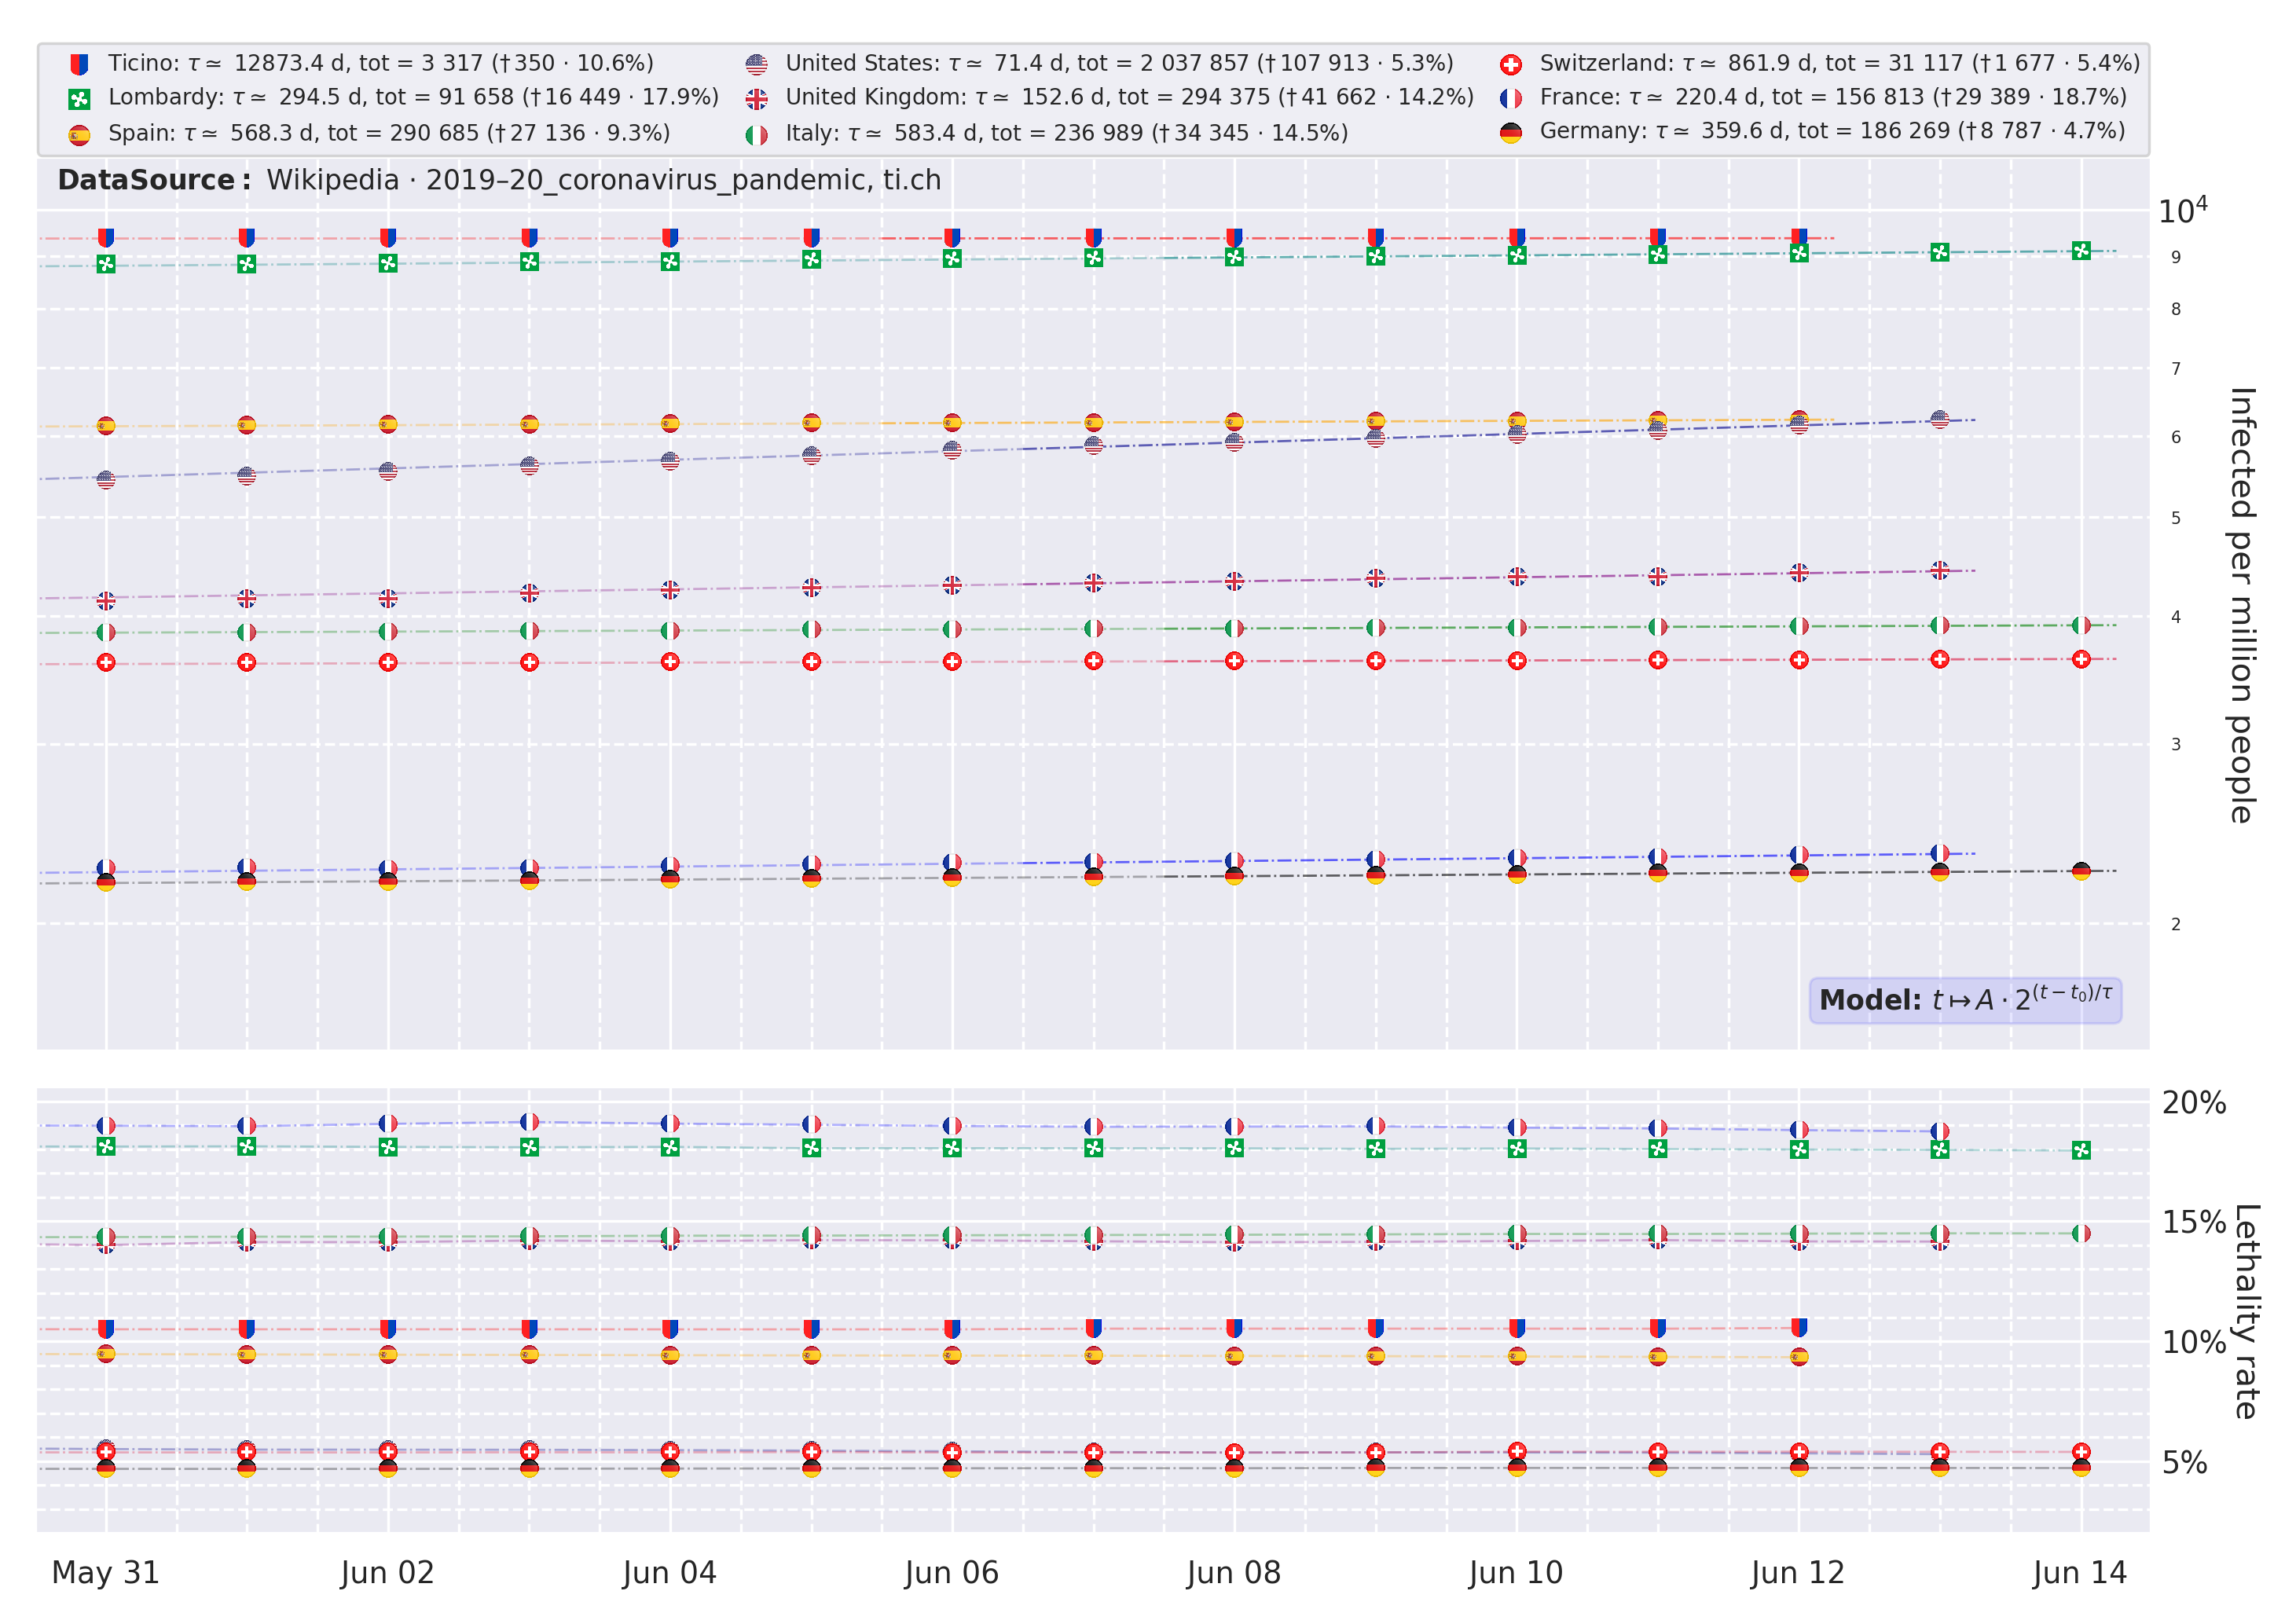 Ticino: τ ≃ 12873.4 d, tot = 3 317 (†350 · 10.6%)
Lombardy: τ ≃ 294.5 d, tot = 91 658 (†16 449 · 17.9%)
Spain: τ ≃ 568.3 d, tot = 290 685 (†27 136 · 9.3%)
United States: τ ≃ 71.4 d, tot = 2 037 857 (†107 913 · 5.3%)
United Kingdom: τ ≃ 152.6 d, tot = 294 375 (†41 662 · 14.2%)
Italy: τ ≃ 583.4 d, tot = 236 989 (†34 345 · 14.5%)
Switzerland: τ ≃ 861.9 d, tot = 31 117 (†1 677 · 5.4%)
France: τ ≃ 220.4 d, tot = 156 813 (†29 389 · 18.7%)
Germany: τ ≃ 359.6 d, tot = 186 269 (†8 787 · 4.7%)
DataSource: Wikipedia · 2019–20_coronavirus_pandemic, ti.ch
10⁴
9
8
7
6
5
4
3
2
Infected per million people
Model: t ↦ A · 2^(t − t₀)/τ
20%
15%
10%
5%
Lethality rate
May 31
Jun 02
Jun 04
Jun 06
Jun 08
Jun 10
Jun 12
Jun 14